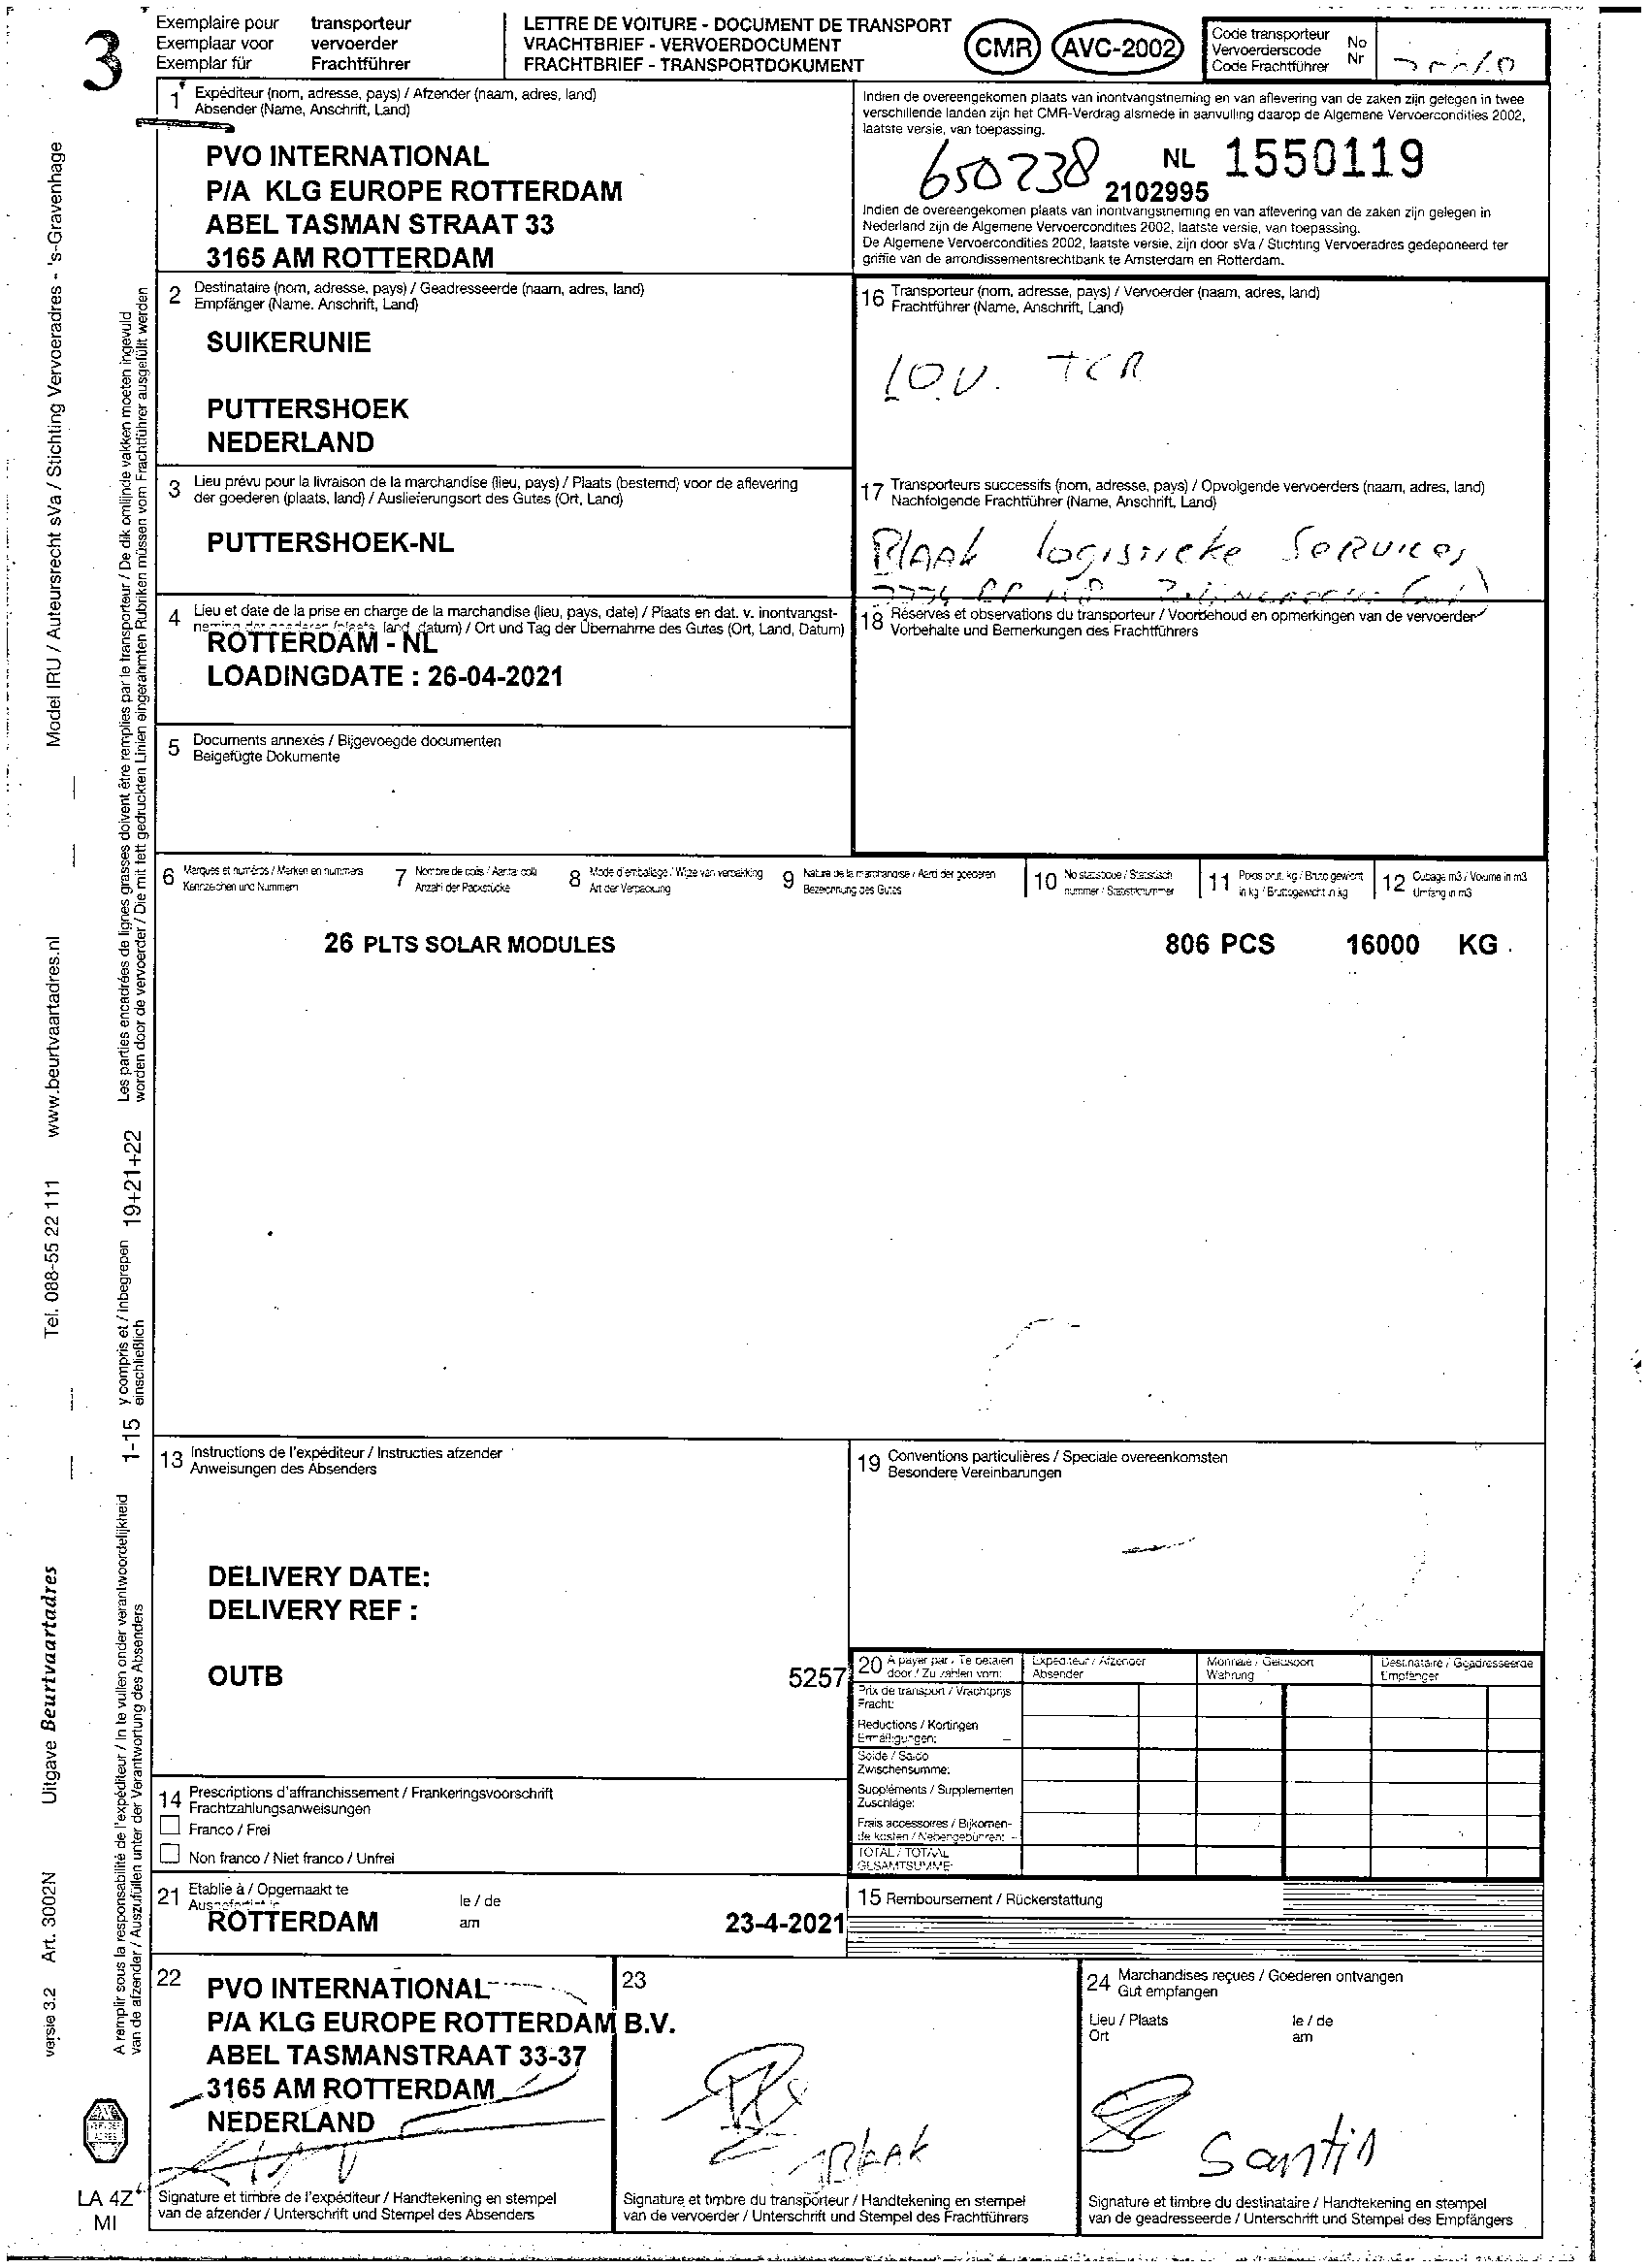 3
Exemplaire pour transporteur
Exemplaar voor vervoerder
Exemplar für Frachtführer
LETTRE DE VOITURE - DOCUMENT DE TRANSPORT
VRACHTBRIEF - VERVOERDOCUMENT
FRACHTBRIEF - TRANSPORTDOKUMENT
CMR AVC-2002
Code transporteur
Vervoerderscode
Code Frachtführer
No
Nr
1 Expéditeur (nom, adresse, pays) / Afzender (naam, adres, land)
Absender (Name, Anschrift, Land)
PVO INTERNATIONAL
P/A KLG EUROPE ROTTERDAM
ABEL TASMAN STRAAT 33
3165 AM ROTTERDAM
Indien de overeengekomen plaats van inontvangstneming en van aflevering van de zaken zijn gelegen in twee
verschillende landen zijn het CMR-Verdrag alsmede in aanvulling daarop de Algemene Vervoercondities 2002,
laatste versie, van toepassing.
650238 NL 1550119
2102995
Indien de overeengekomen plaats van inontvangstneming en van aflevering van de zaken zijn gelegen in
Nederland zijn de Algemene Vervoercondities 2002, laatste versie, van toepassing.
De Algemene Vervoercondities 2002, laatste versie, zijn door sVa / Stichting Vervoeradres gedeponeerd ter
griffie van de arrondissementsrechtbank te Amsterdam en Rotterdam.
2 Destinataire (nom, adresse, pays) / Geadresseerde (naam, adres, land)
Empfänger (Name, Anschrift, Land)
SUIKERUNIE
PUTTERSHOEK
NEDERLAND
16 Transporteur (nom, adresse, pays) / Vervoerder (naam, adres, land)
Frachtführer (Name, Anschrift, Land)
I.O.V. TCR
3 Lieu prévu pour la livraison de la marchandise (lieu, pays) / Plaats (bestemd) voor de aflevering
der goederen (plaats, land) / Auslieferungsort des Gutes (Ort, Land)
PUTTERSHOEK-NL
17 Transporteurs successifs (nom, adresse, pays) / Opvolgende vervoerders (naam, adres, land)
Nachfolgende Frachtführer (Name, Anschrift, Land)
Blaak logistieke Services
4 Lieu et date de la prise en charge de la marchandise (lieu, pays, date) / Plaats en dat. v. inontvangst-
neming der goederen (plaats, land, datum) / Ort und Tag der Übernahme des Gutes (Ort, Land, Datum)
ROTTERDAM - NL
LOADINGDATE : 26-04-2021
18 Réserves et observations du transporteur / Voorbehoud en opmerkingen van de vervoerder
Vorbehalte und Bemerkungen des Frachtführers
5 Documents annexés / Bijgevoegde documenten
Beigefügte Dokumente
6 Marques et numéros / Merken en nummers
Kennzeichen und Nummern
7 Nombre de colis / Aantal colli
Anzahl der Packstücke
8 Mode d'emballage / Wijze van verpakking
Art der Verpackung
9 Nature de la marchandise / Aard der goederen
Bezeichnung des Gutes
10 No statistique / Statistisch
nummer / Statistiknummer
11 Poids brut, kg / Bruto gewicht
in kg / Bruttogewicht in kg
12 Cubage m3 / Volume in m3
Umfang in m3
26 PLTS SOLAR MODULES 806 PCS 16000 KG
13 Instructions de l'expéditeur / Instructies afzender
Anweisungen des Absenders
DELIVERY DATE:
DELIVERY REF :
OUTB 5257
19 Conventions particulières / Speciale overeenkomsten
Besondere Vereinbarungen
20 A payer par / Te betalen
door / Zu zahlen vom:
Expéditeur / Afzender
Absender
Monnaie / Geldsoort
Währung
Destinataire / Geadresseerde
Empfänger
Prix de transport / Vrachtprijs
Fracht:
Réductions / Kortingen
Ermäßigungen: –
Solde / Saldo
Zwischensumme:
Suppléments / Supplementen
Zuschläge:
Frais accessoires / Bijkomen-
de kosten / Nebengebühren: –
TOTAL / TOTAAL
GESAMTSUMME:
14 Prescriptions d'affranchissement / Frankeringsvoorschrift
Frachtzahlungsanweisungen
Franco / Frei
Non franco / Niet franco / Unfrei
21 Etablie à / Opgemaakt te
Ausgefertigt in
le / de
am
ROTTERDAM 23-4-2021
15 Remboursement / Rückerstattung
22 PVO INTERNATIONAL
P/A KLG EUROPE ROTTERDAM B.V.
ABEL TASMANSTRAAT 33-37
3165 AM ROTTERDAM
NEDERLAND
Signature et timbre de l'expéditeur / Handtekening en stempel
van de afzender / Unterschrift und Stempel des Absenders
23
Blaak
Signature et timbre du transporteur / Handtekening en stempel
van de vervoerder / Unterschrift und Stempel des Frachtführers
24 Marchandises reçues / Goederen ontvangen
Gut empfangen
Lieu / Plaats
Ort
le / de
am
Santin
Signature et timbre du destinataire / Handtekening en stempel
van de geadresseerde / Unterschrift und Stempel des Empfängers
Model IRU / Auteursrecht sVa / Stichting Vervoeradres - 's-Gravenhage
www.beurtvaartadres.nl
Tel. 088-55 22 111
Uitgave Beurtvaartadres
Art. 3002N
versie 3.2
Les parties encadrées de lignes grasses doivent être remplies par le transporteur / De dik omlijnde vakken moeten ingevuld
worden door de vervoerder / Die mit fett gedruckten Linien eingerahmten Rubriken müssen vom Frachtführer ausgefüllt werden
1-15 y compris et / inbegrepen 19+21+22
einschließlich
A remplir sous la responsabilité de l'expéditeur / In te vullen onder verantwoordelijkheid
van de afzender / Auszufüllen unter der Verantwortung des Absenders
LA 4Z
MI